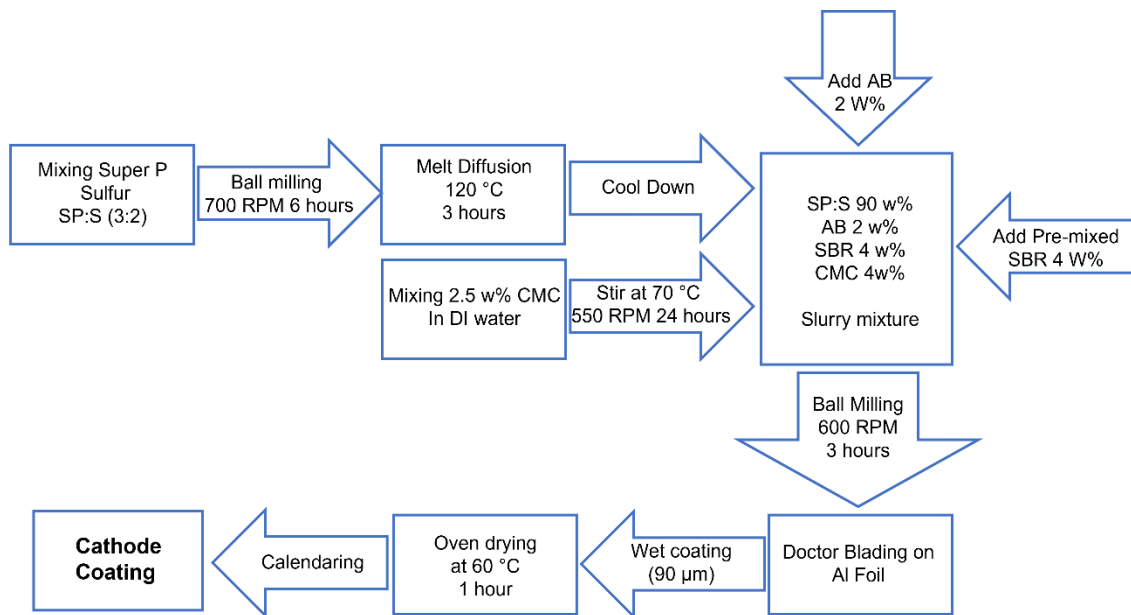 Add AB
2 W%
Mixing Super P
Sulfur
SP:S (3:2)
Ball milling
700 RPM 6 hours
Melt Diffusion
120 °C
3 hours
Cool Down
SP:S 90 w%
AB 2 w%
SBR 4 w%
CMC 4w%
Slurry mixture
Add Pre-mixed
SBR 4 W%
Mixing 2.5 w% CMC
In DI water
Stir at 70 °C
550 RPM 24 hours
Ball Milling
600 RPM
3 hours
Doctor Blading on
Al Foil
Wet coating
(90 μm)
Oven drying
at 60 °C
1 hour
Calendaring
Cathode
Coating